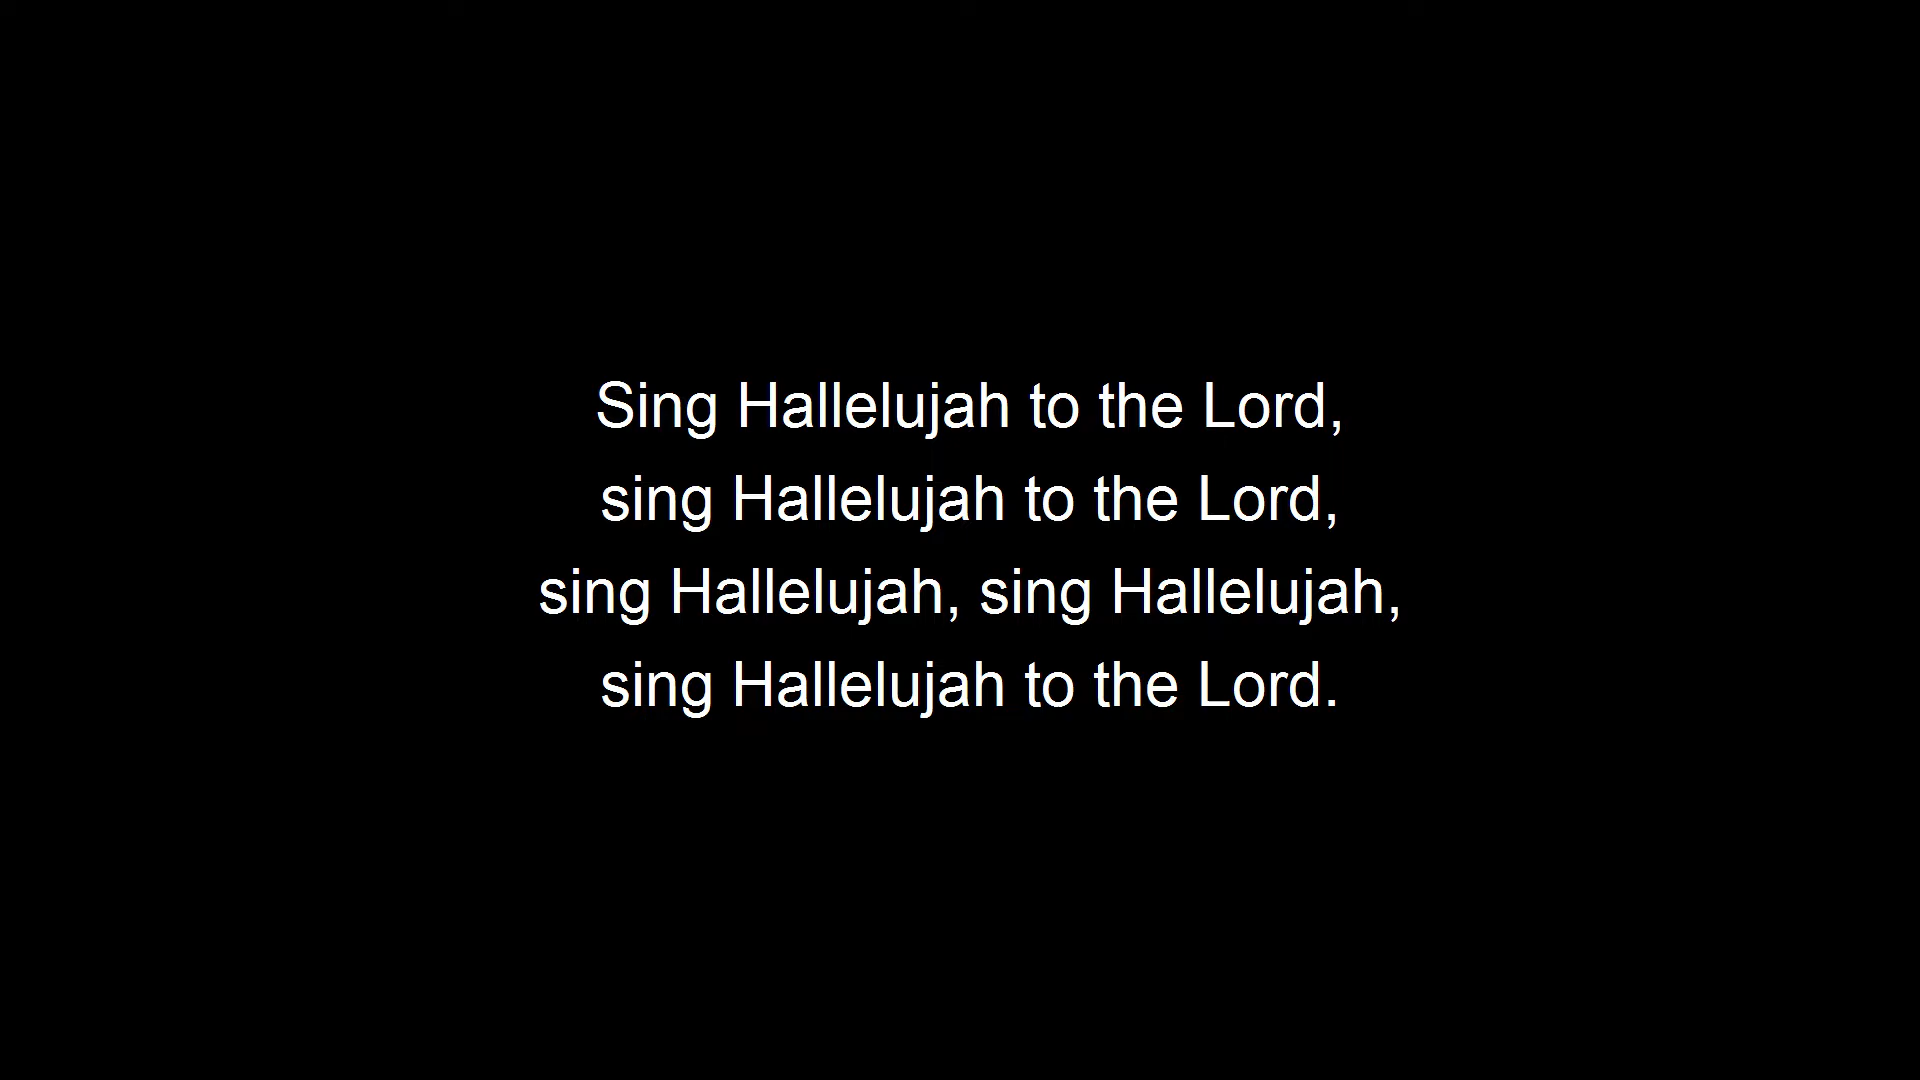 Sing Hallelujah to the Lord,
sing Hallelujah to the Lord,
sing Hallelujah, sing Hallelujah,
sing Hallelujah to the Lord.